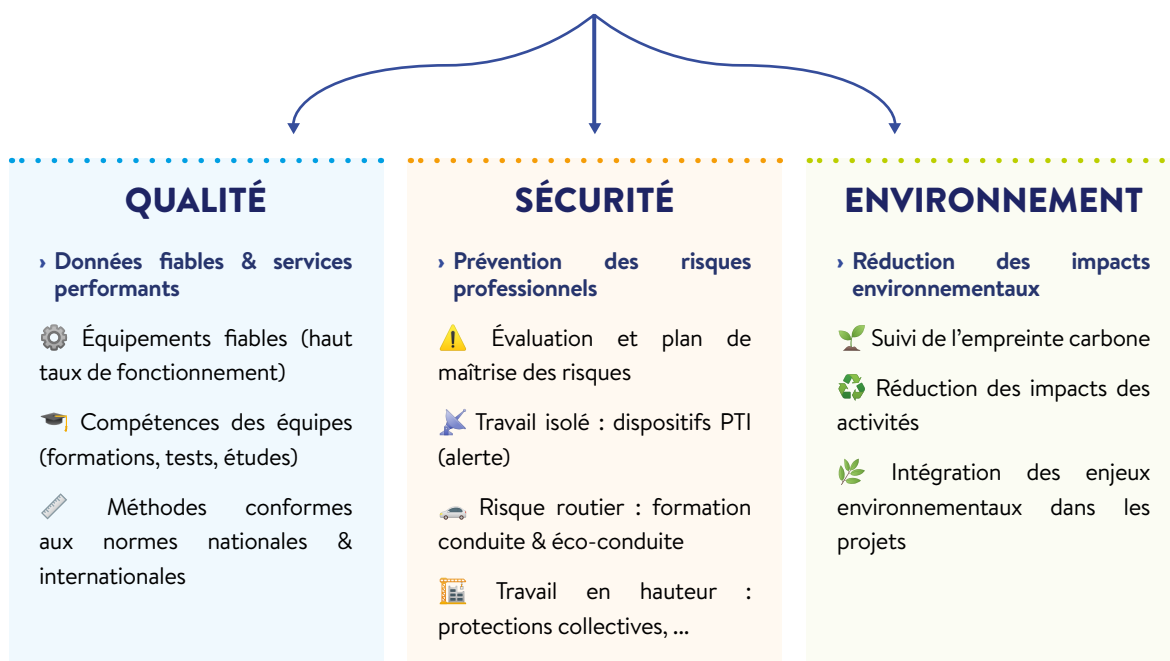 QUALITÉ
› Données fiables & services
performants
⚙️ Équipements fiables (haut
taux de fonctionnement)
🎓 Compétences des équipes
(formations, tests, études)
📏 Méthodes conformes
aux normes nationales &
internationales
SÉCURITÉ
› Prévention des risques
professionnels
⚠️ Évaluation et plan de
maîtrise des risques
📡 Travail isolé : dispositifs PTI
(alerte)
🚗 Risque routier : formation
conduite & éco-conduite
🏗️ Travail en hauteur :
protections collectives, ...
ENVIRONNEMENT
› Réduction des impacts
environnementaux
🌱 Suivi de l’empreinte carbone
♻️ Réduction des impacts des
activités
🌿 Intégration des enjeux
environnementaux dans les
projets